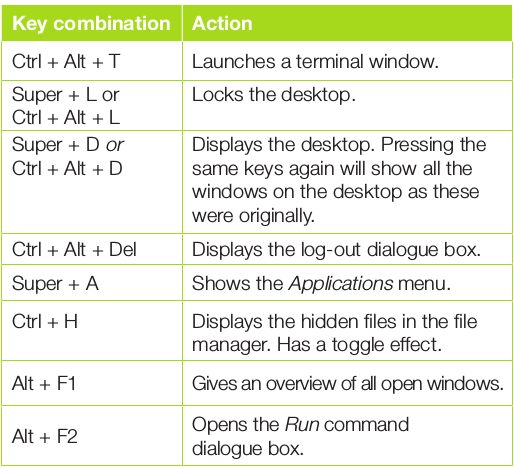 Key combination Action
Ctrl + Alt + T Launches a terminal window.
Super + L or Locks the desktop.
Ctrl + Alt + L
Super + D or Displays the desktop. Pressing the
Ctrl + Alt + D same keys again will show all the
windows on the desktop as these
were originally.
Ctrl + Alt + Del Displays the log-out dialogue box.
Super + A Shows the Applications menu.
Ctrl + H Displays the hidden files in the file
manager. Has a toggle effect.
Alt + F1 Gives an overview of all open windows.
Alt + F2 Opens the Run command
dialogue box.